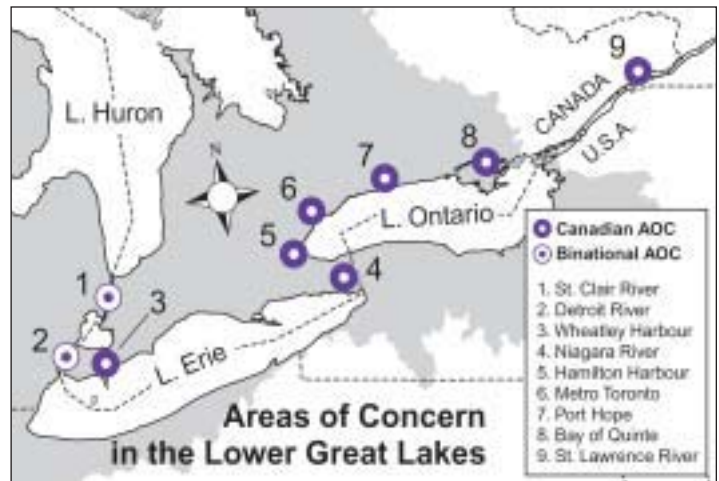 9
CANADA
U.S.A.
L. Huron
N
8
7
6
L. Ontario
5
4
1
3
2
L. Erie
Canadian AOC
Binational AOC
1. St. Clair River
2. Detroit River
3. Wheatley Harbour
4. Niagara River
5. Hamilton Harbour
6. Metro Toronto
7. Port Hope
8. Bay of Quinte
9. St. Lawrence River
Areas of Concern
in the Lower Great Lakes